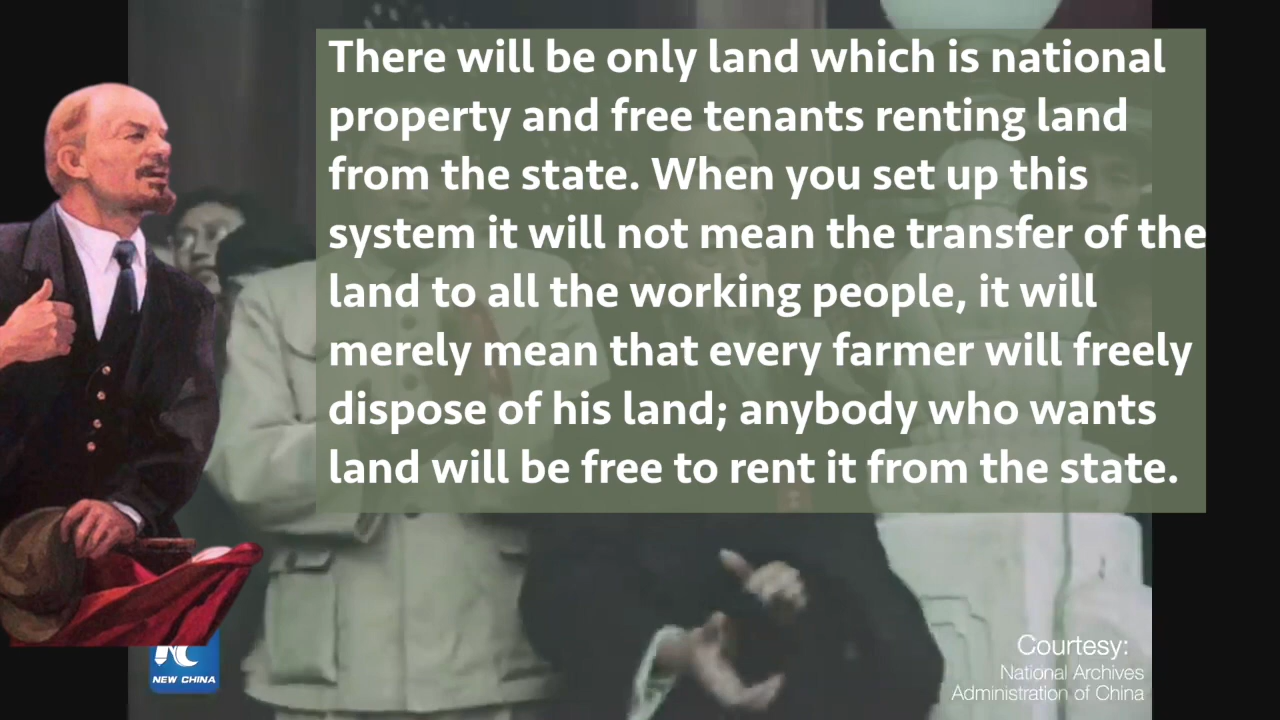 There will be only land which is national
property and free tenants renting land
from the state. When you set up this
system it will not mean the transfer of the
land to all the working people, it will
merely mean that every farmer will freely
dispose of his land; anybody who wants
land will be free to rent it from the state.
NEW CHINA
Courtesy:
National Archives
Administration of China